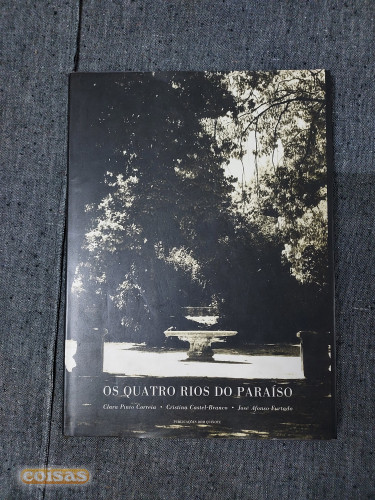 OS QUATRO RIOS DO PARAÍSO
Clara Pinto Correia • Cristina Castel-Branco • José Afonso Furtado
PUBLICAÇÕES DOM QUIXOTE
coisas